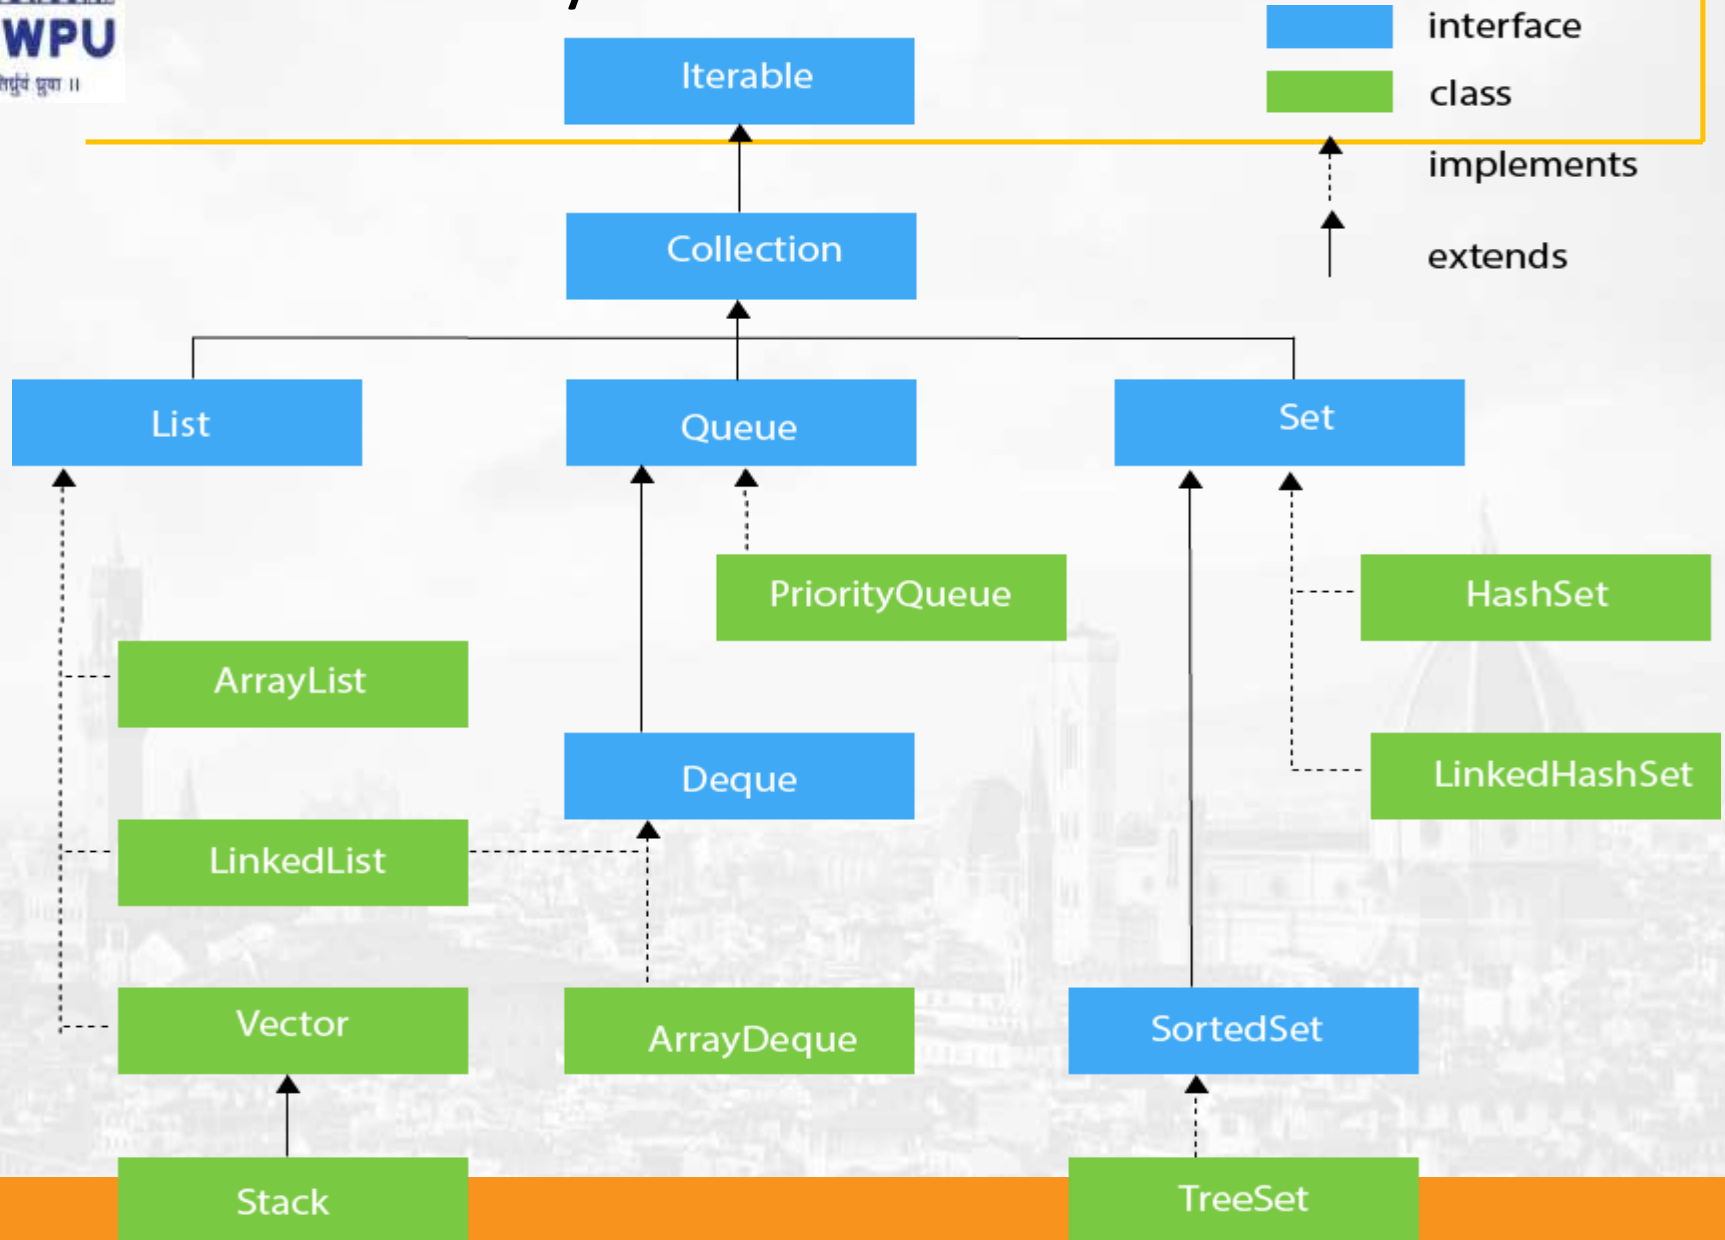 WPU
interface
Iterable
class
implements
Collection
extends
List
Queue
Set
PriorityQueue
HashSet
ArrayList
Deque
LinkedHashSet
LinkedList
Vector
ArrayDeque
SortedSet
Stack
TreeSet